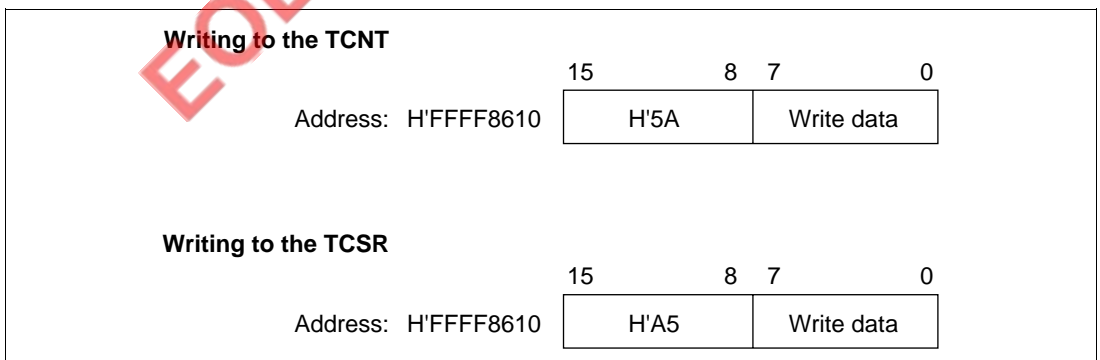 Writing to the TCNT
15 8 7 0
Address: H'FFFF8610 H'5A Write data
Writing to the TCSR
15 8 7 0
Address: H'FFFF8610 H'A5 Write data